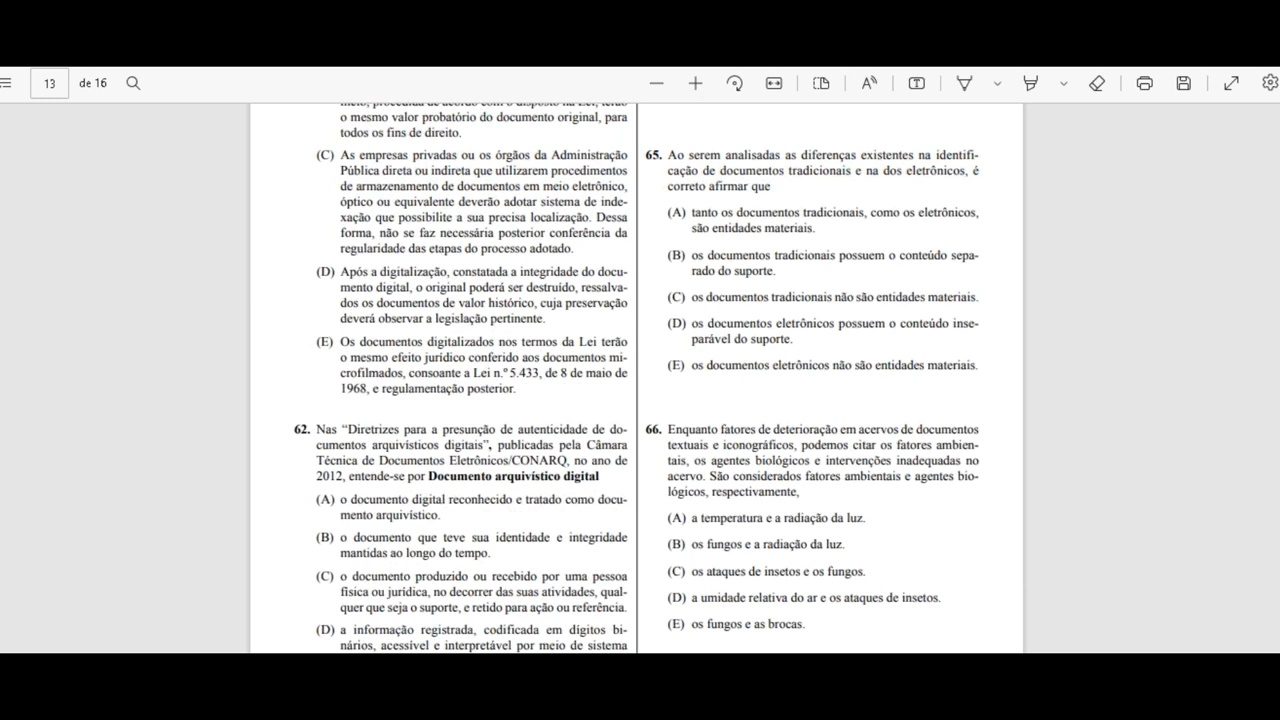 13 de 16
meio, procedida de acordo com o disposto na Lei, terão
o mesmo valor probatório do documento original, para
todos os fins de direito.
(C) As empresas privadas ou os órgãos da Administração
Pública direta ou indireta que utilizarem procedimentos
de armazenamento de documentos em meio eletrônico,
óptico ou equivalente deverão adotar sistema de inde-
xação que possibilite a sua precisa localização. Dessa
forma, não se faz necessária posterior conferência da
regularidade das etapas do processo adotado.
(D) Após a digitalização, constatada a integridade do docu-
mento digital, o original poderá ser destruído, ressalva-
dos os documentos de valor histórico, cuja preservação
deverá observar a legislação pertinente.
(E) Os documentos digitalizados nos termos da Lei terão
o mesmo efeito jurídico conferido aos documentos mi-
crofilmados, consoante a Lei n.º 5.433, de 8 de maio de
1968, e regulamentação posterior.
62. Nas “Diretrizes para a presunção de autenticidade de do-
cumentos arquivísticos digitais”, publicadas pela Câmara
Técnica de Documentos Eletrônicos/CONARQ, no ano de
2012, entende-se por Documento arquivístico digital
(A) o documento digital reconhecido e tratado como docu-
mento arquivístico.
(B) o documento que teve sua identidade e integridade
mantidas ao longo do tempo.
(C) o documento produzido ou recebido por uma pessoa
física ou jurídica, no decorrer das suas atividades, qual-
quer que seja o suporte, e retido para ação ou referência.
(D) a informação registrada, codificada em dígitos bi-
nários, acessível e interpretável por meio de sistema
65. Ao serem analisadas as diferenças existentes na identifi-
cação de documentos tradicionais e na dos eletrônicos, é
correto afirmar que
(A) tanto os documentos tradicionais, como os eletrônicos,
são entidades materiais.
(B) os documentos tradicionais possuem o conteúdo sepa-
rado do suporte.
(C) os documentos tradicionais não são entidades materiais.
(D) os documentos eletrônicos possuem o conteúdo inse-
parável do suporte.
(E) os documentos eletrônicos não são entidades materiais.
66. Enquanto fatores de deterioração em acervos de documentos
textuais e iconográficos, podemos citar os fatores ambien-
tais, os agentes biológicos e intervenções inadequadas no
acervo. São considerados fatores ambientais e agentes bio-
lógicos, respectivamente,
(A) a temperatura e a radiação da luz.
(B) os fungos e a radiação da luz.
(C) os ataques de insetos e os fungos.
(D) a umidade relativa do ar e os ataques de insetos.
(E) os fungos e as brocas.